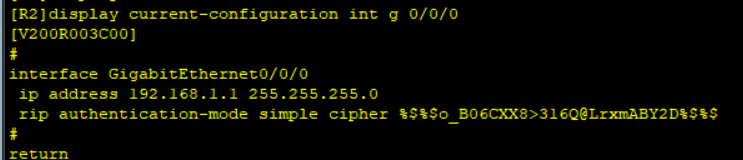 [R2]display current-configuration int g 0/0/0
[V200R003C00]
#
interface GigabitEthernet0/0/0
 ip address 192.168.1.1 255.255.255.0
 rip authentication-mode simple cipher %$%$o_B06CXX8>316Q@LrxmABY2D%$%$
#
return